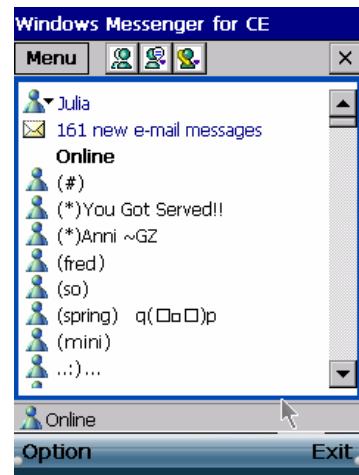 Windows Messenger for CE
Menu
Julia
161 new e-mail messages
Online
(#)
(*)You Got Served!!
(*)Anni ~GZ
(fred)
(so)
(spring) q(□o□)p
(mini)
..:)...
Online
Option Exit